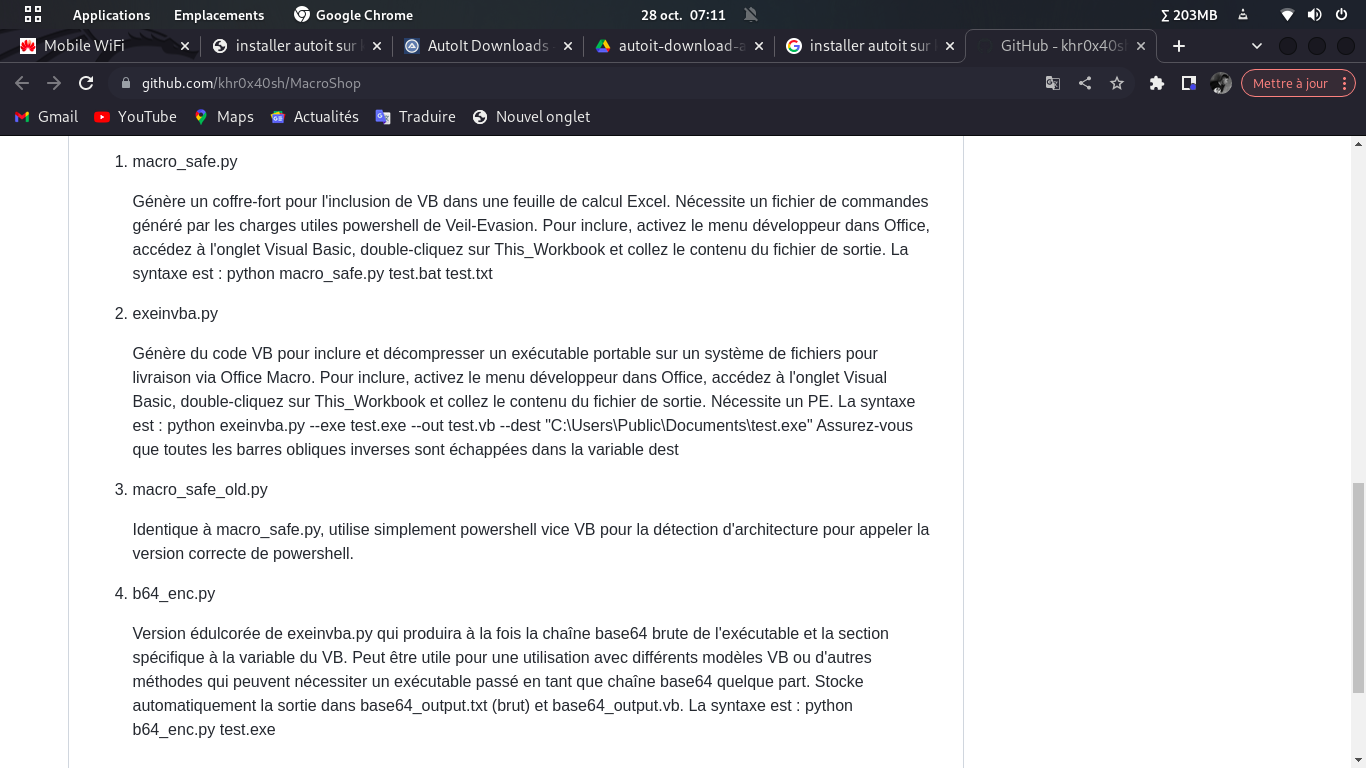 Applications Emplacements Google Chrome 28 oct. 07:11 ∑ 203MB
Mobile WiFi installer autoit sur AutoIt Downloads autoit-download-a installer autoit sur GitHub - khr0x40sh
github.com/khr0x40sh/MacroShop Mettre à jour
Gmail YouTube Maps Actualités Traduire Nouvel onglet
1. macro_safe.py
Génère un coffre-fort pour l'inclusion de VB dans une feuille de calcul Excel. Nécessite un fichier de commandes
généré par les charges utiles powershell de Veil-Evasion. Pour inclure, activez le menu développeur dans Office,
accédez à l'onglet Visual Basic, double-cliquez sur This_Workbook et collez le contenu du fichier de sortie. La
syntaxe est : python macro_safe.py test.bat test.txt
2. exeinvba.py
Génère du code VB pour inclure et décompresser un exécutable portable sur un système de fichiers pour
livraison via Office Macro. Pour inclure, activez le menu développeur dans Office, accédez à l'onglet Visual
Basic, double-cliquez sur This_Workbook et collez le contenu du fichier de sortie. Nécessite un PE. La syntaxe
est : python exeinvba.py --exe test.exe --out test.vb --dest "C:\Users\Public\Documents\test.exe" Assurez-vous
que toutes les barres obliques inverses sont échappées dans la variable dest
3. macro_safe_old.py
Identique à macro_safe.py, utilise simplement powershell vice VB pour la détection d'architecture pour appeler la
version correcte de powershell.
4. b64_enc.py
Version édulcorée de exeinvba.py qui produira à la fois la chaîne base64 brute de l'exécutable et la section
spécifique à la variable du VB. Peut être utile pour une utilisation avec différents modèles VB ou d'autres
méthodes qui peuvent nécessiter un exécutable passé en tant que chaîne base64 quelque part. Stocke
automatiquement la sortie dans base64_output.txt (brut) et base64_output.vb. La syntaxe est : python
b64_enc.py test.exe